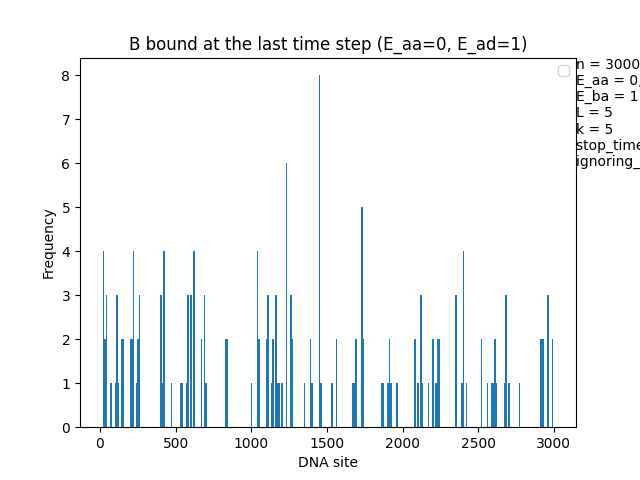 B bound at the last time step (E_aa=0, E_ad=1)
n = 3000
E_aa = 0,
E_ba = 1
L = 5
k = 5
stop_time
ignoring_
Frequency
8
7
6
5
4
3
2
1
0
0 500 1000 1500 2000 2500 3000
DNA site